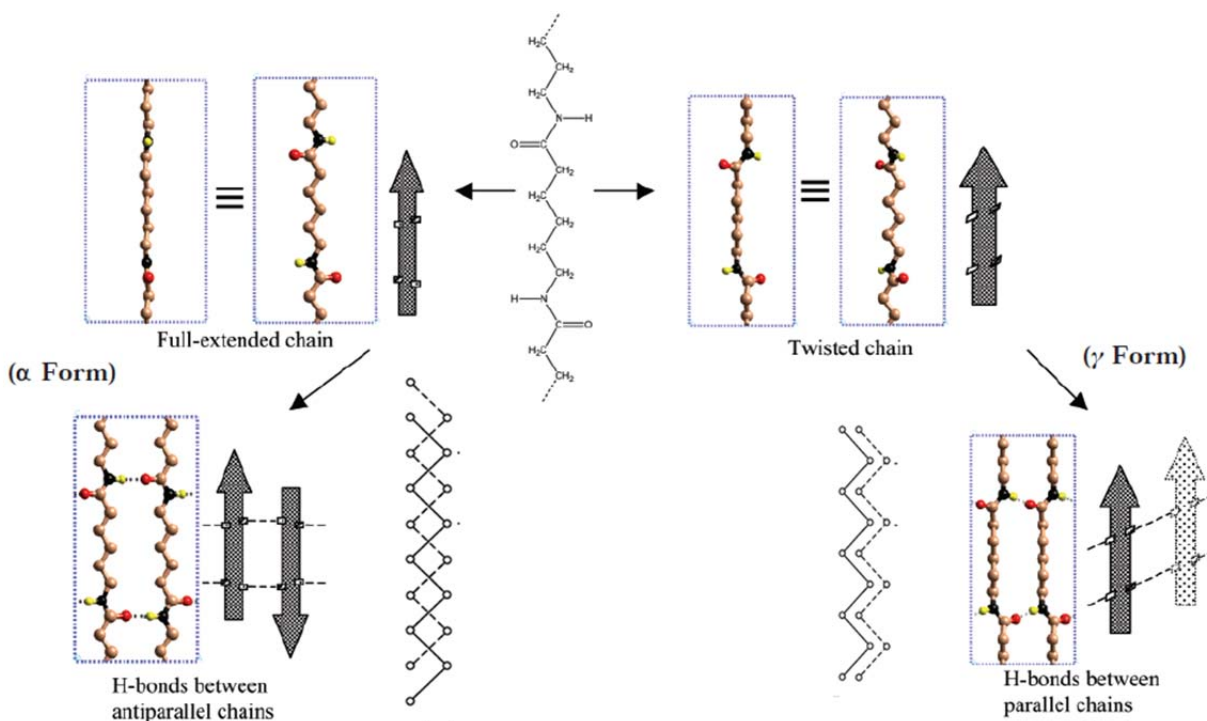 H₂C
CH₂
H₂C
N—H
O=C
CH₂
H₂C
CH₂
H₂C
CH₂
H—N
C=O
H₂C
CH₂
≡
≡
Full-extended chain
Twisted chain
(α Form)
(γ Form)
H-bonds between
antiparallel chains
H-bonds between
parallel chains